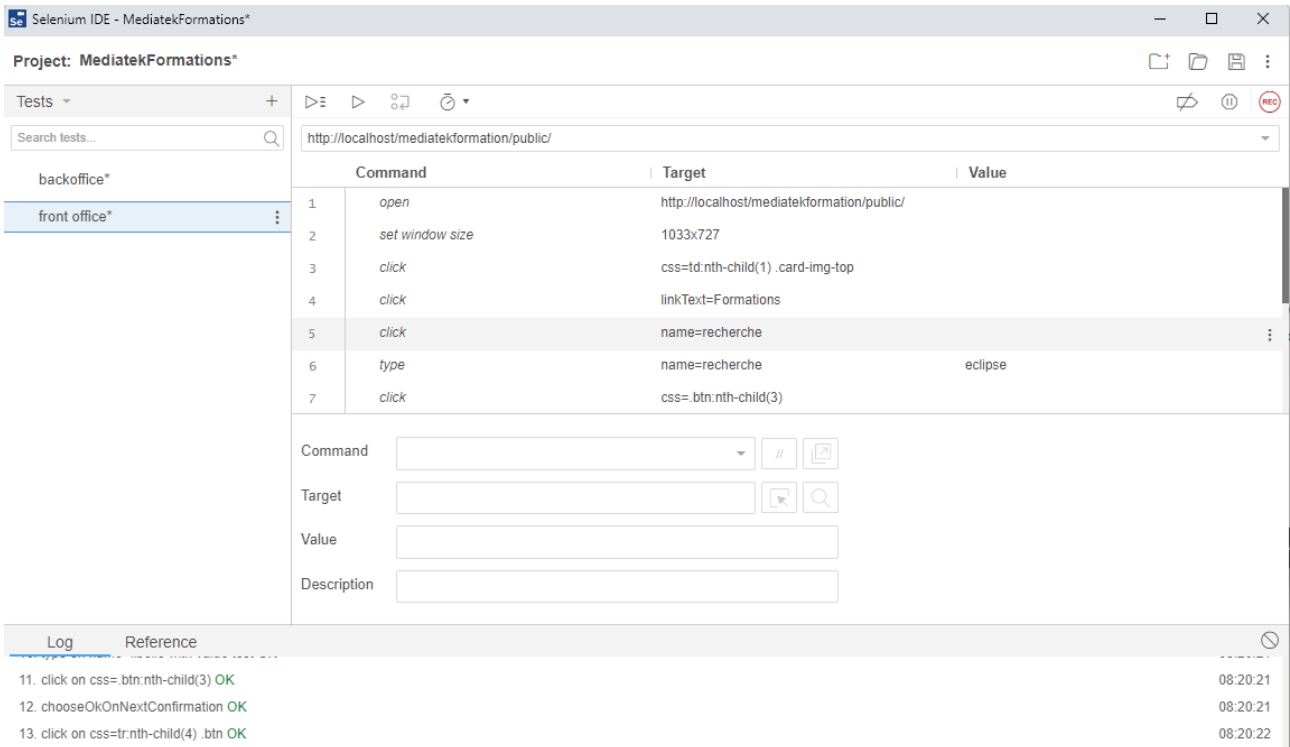 Selenium IDE - MediatekFormations*
Project: MediatekFormations*
Tests
Search tests...
backoffice*
front office*
REC
http://localhost/mediatekformation/public/
Command Target Value
1 open http://localhost/mediatekformation/public/
2 set window size 1033x727
3 click css=td:nth-child(1) .card-img-top
4 click linkText=Formations
5 click name=recherche
6 type name=recherche eclipse
7 click css=.btn:nth-child(3)
Command //
Target
Value
Description
Log Reference
11. click on css=.btn:nth-child(3) OK 08:20:21
12. chooseOkOnNextConfirmation OK 08:20:21
13. click on css=tr:nth-child(4) .btn OK 08:20:22